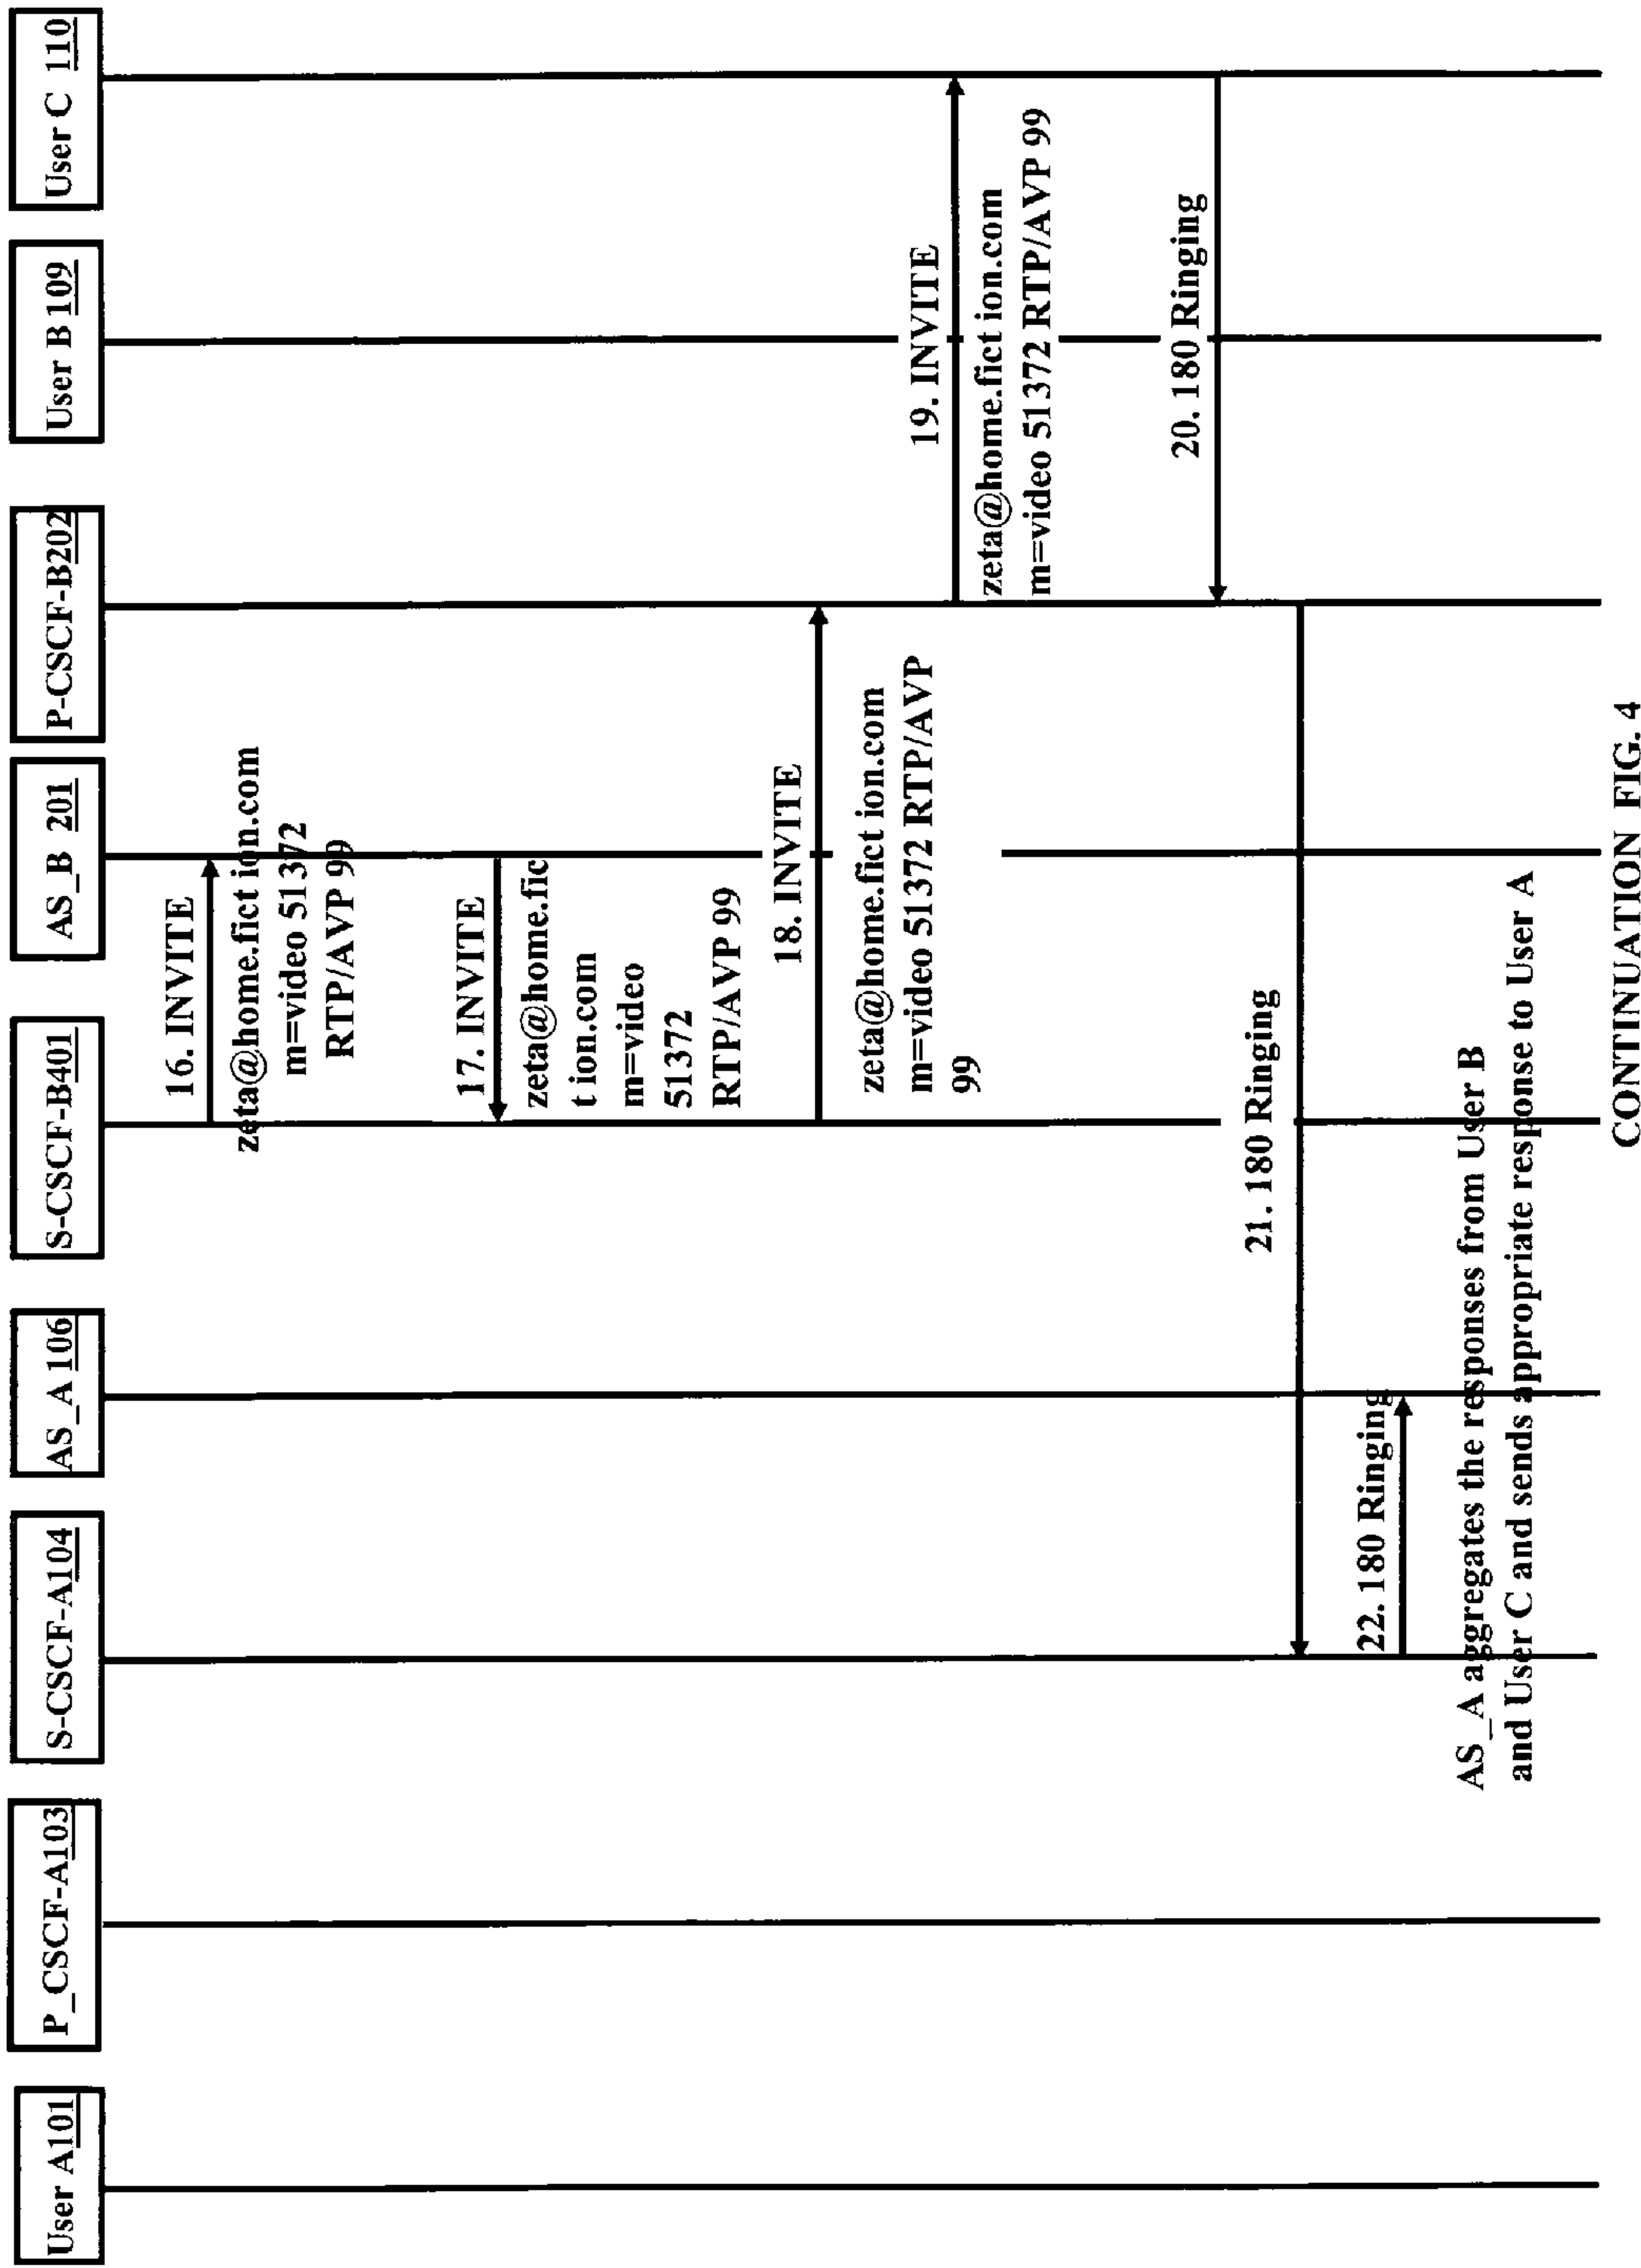 User A101
P_CSCF-A103
S-CSCF-A104
AS_A 106
S-CSCF-B401
AS_B 201
P-CSCF-B202
User B 109
User C 110
16. INVITE
zeta@home.fict ion.com
m=video 51372
RTP/AVP 99
17. INVITE
zeta@home.fic
t ion.com
m=video
51372
RTP/AVP 99
18. INVITE
zeta@home.fict ion.com
m=video 51372 RTP/AVP
99
19. INVITE
zeta@home.fict ion.com
m=video 51372 RTP/AVP 99
20. 180 Ringing
21. 180 Ringing
22. 180 Ringing
AS_A aggregates the responses from User B
and User C and sends appropriate response to User A
CONTINUATION FIG. 4